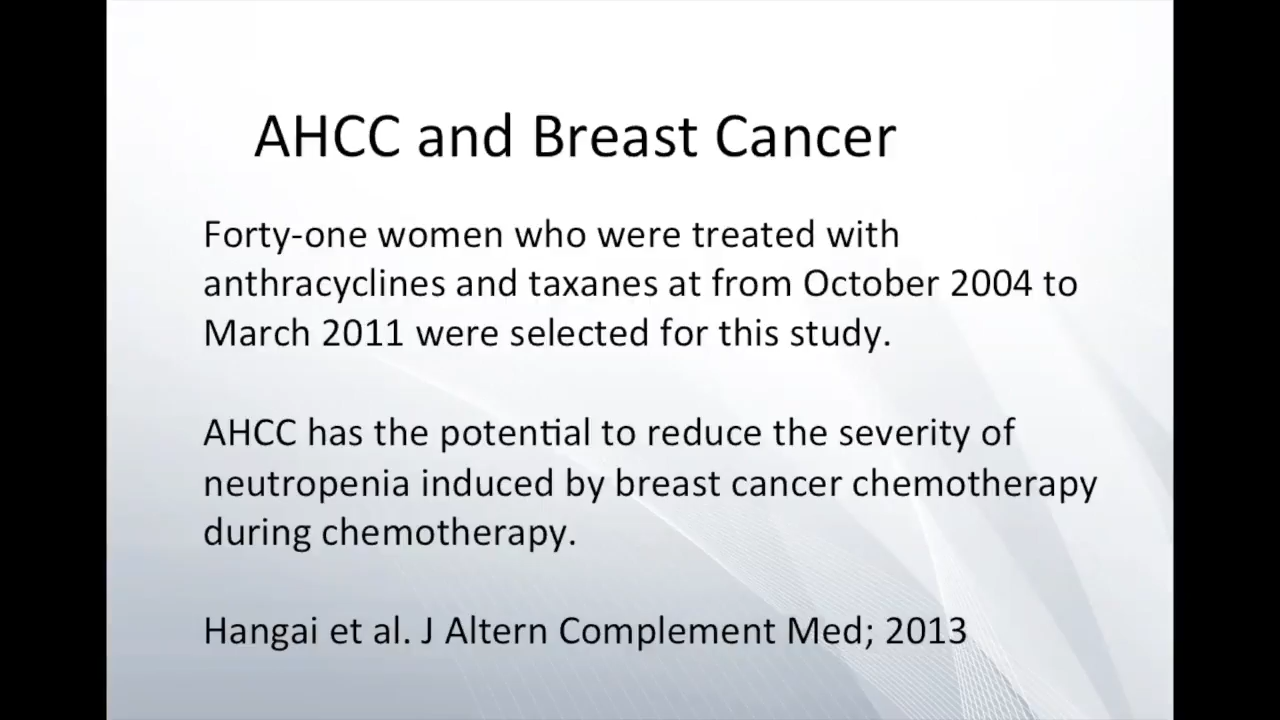 AHCC and Breast Cancer
Forty-one women who were treated with
anthracyclines and taxanes at from October 2004 to
March 2011 were selected for this study.
AHCC has the potential to reduce the severity of
neutropenia induced by breast cancer chemotherapy
during chemotherapy.
Hangai et al. J Altern Complement Med; 2013